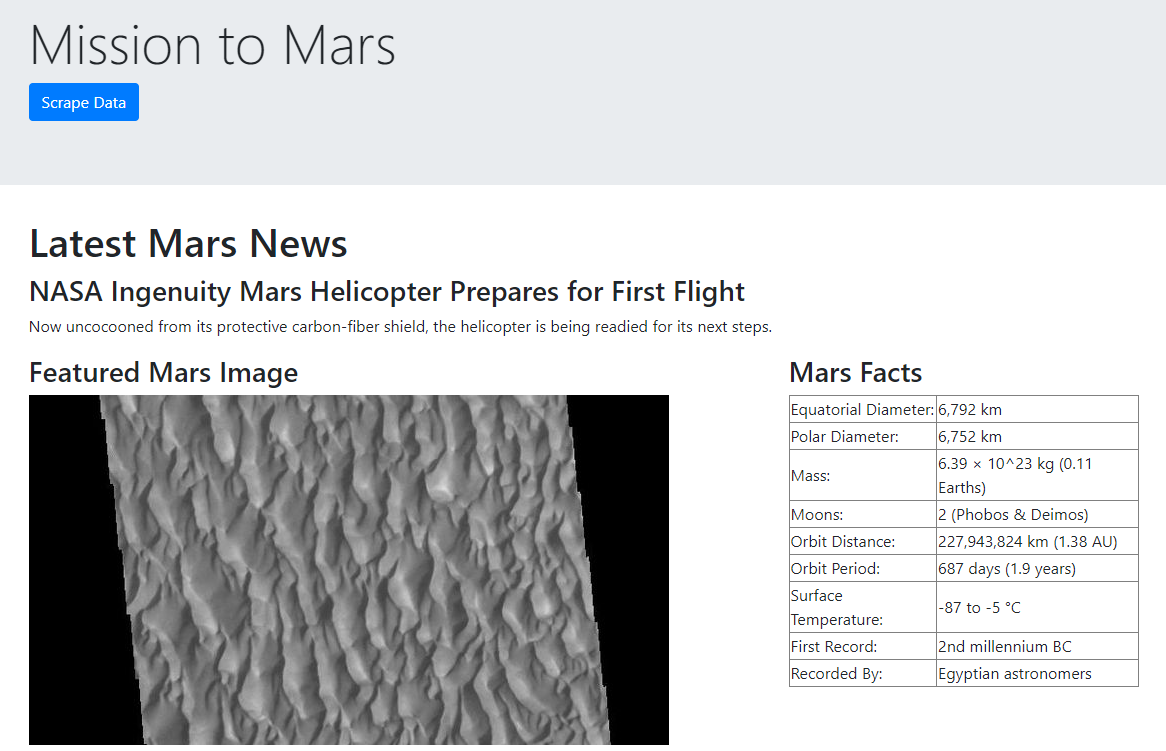 Mission to Mars
Scrape Data
Latest Mars News
NASA Ingenuity Mars Helicopter Prepares for First Flight
Now uncocooned from its protective carbon-fiber shield, the helicopter is being readied for its next steps.
Featured Mars Image
Mars Facts
Equatorial Diameter: 6,792 km
Polar Diameter: 6,752 km
Mass: 6.39 × 10^23 kg (0.11
Earths)
Moons: 2 (Phobos & Deimos)
Orbit Distance: 227,943,824 km (1.38 AU)
Orbit Period: 687 days (1.9 years)
Surface
Temperature: -87 to -5 °C
First Record: 2nd millennium BC
Recorded By: Egyptian astronomers